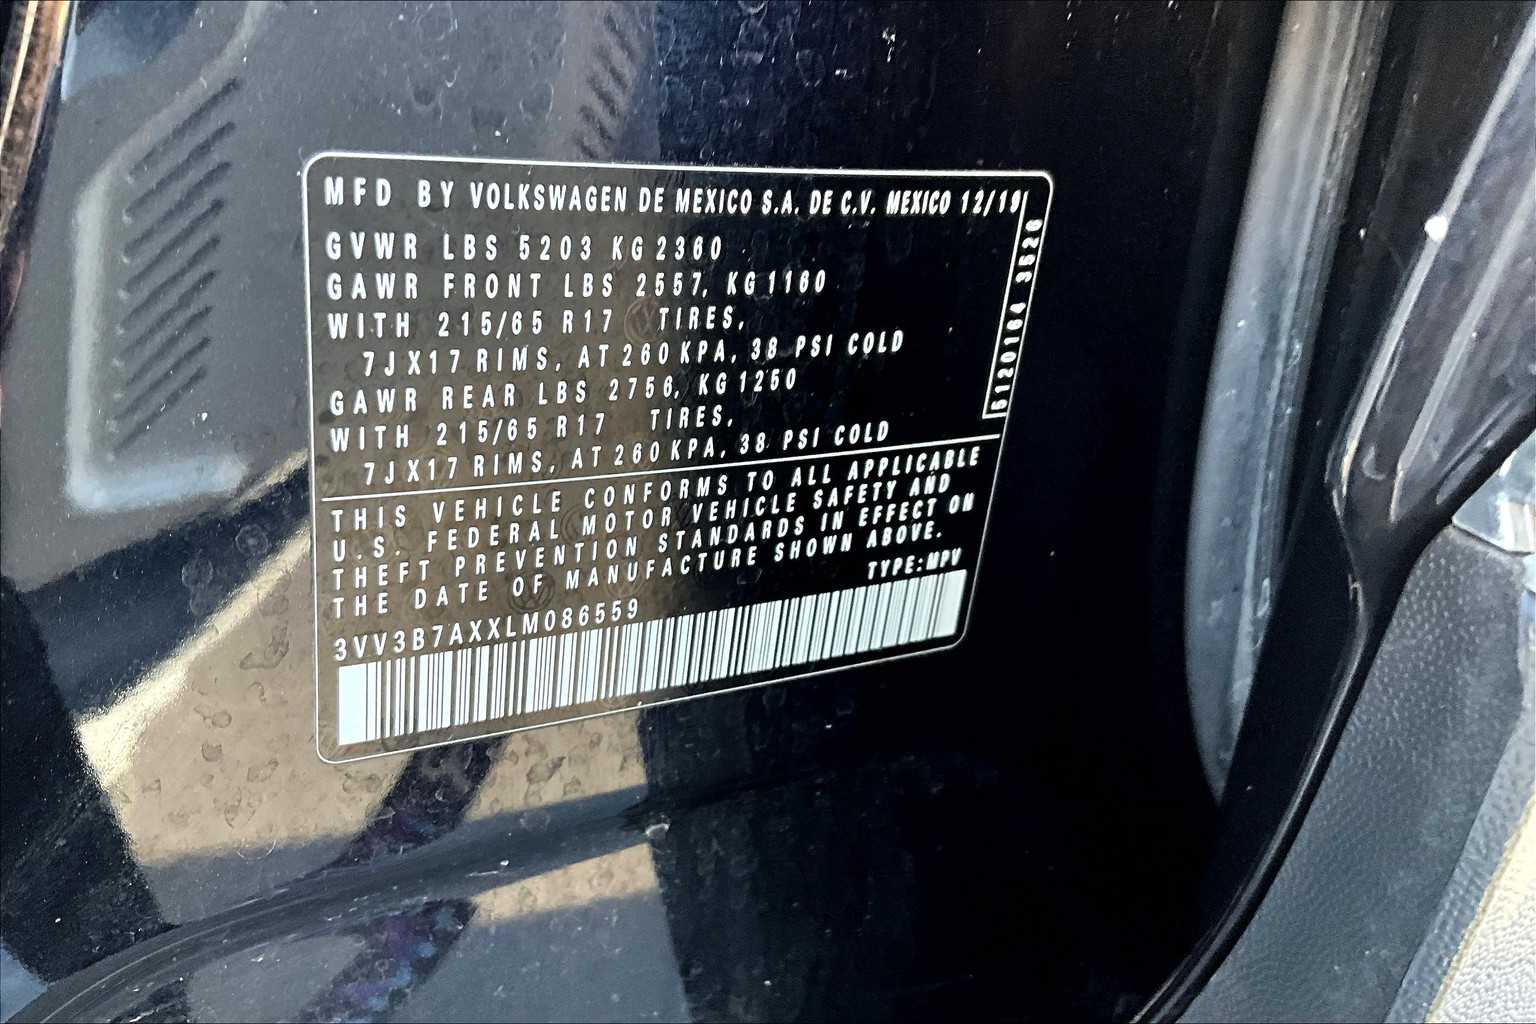 MFD BY VOLKSWAGEN DE MEXICO S.A. DE C.V. MEXICO 12/19
GVWR LBS 5203 KG 2360
GAWR FRONT LBS 2557, KG 1160
WITH 215/65 R17 TIRES,
7JX17 RIMS, AT 260 KPA, 38 PSI COLD
GAWR REAR LBS 2756, KG 1250
WITH 215/65 R17 TIRES,
7JX17 RIMS, AT 260 KPA, 38 PSI COLD
5120164 3520
THIS VEHICLE CONFORMS TO ALL APPLICABLE
U.S. FEDERAL MOTOR VEHICLE SAFETY AND
THEFT PREVENTION STANDARDS IN EFFECT ON
THE DATE OF MANUFACTURE SHOWN ABOVE.
TYPE:MPV
3VV3B7AXXLM086559